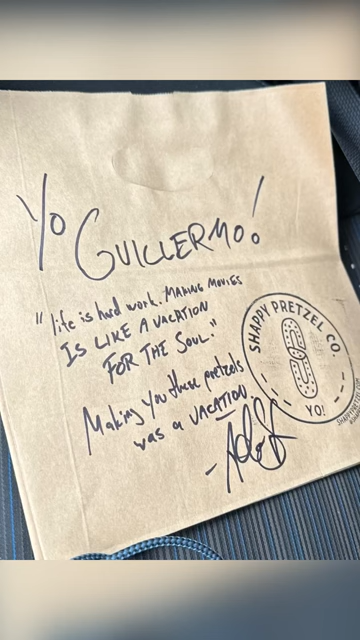 Yo
GUILLERMO!
"Life is hard work. MAKING MOVIES
IS LIKE A VACATION
FOR THE SOUL."
Making You these pretzels
was a VACATION.
SHAPPY PRETZEL CO.
YO!